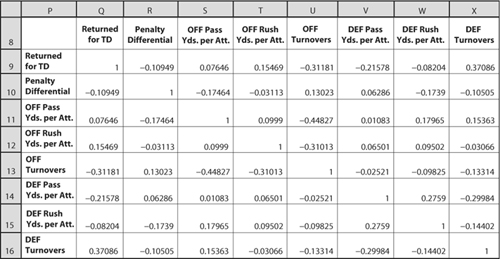 P Q R S T U V W X
8 Returned for TD Penalty Differential OFF Pass Yds. per Att. OFF Rush Yds. per Att. OFF Turnovers DEF Pass Yds. per Att. DEF Rush Yds. per Att. DEF Turnovers
9 Returned for TD 1 −0.10949 0.07646 0.15469 −0.31181 −0.21578 −0.08204 0.37086
10 Penalty Differential −0.10949 1 −0.17464 −0.03113 0.13023 0.06286 −0.1739 −0.10505
11 OFF Pass Yds. per Att. 0.07646 −0.17464 1 0.0999 −0.44827 0.01083 0.17965 0.15363
12 OFF Rush Yds. per Att. 0.15469 −0.03113 0.0999 1 −0.31013 0.06501 0.09502 −0.03066
13 OFF Turnovers −0.31181 0.13023 −0.44827 −0.31013 1 −0.02521 −0.09825 −0.13314
14 DEF Pass Yds. per Att. −0.21578 0.06286 0.01083 0.06501 −0.02521 1 0.2759 −0.29984
15 DEF Rush Yds. per Att. −0.08204 −0.1739 0.17965 0.09502 −0.09825 0.2759 1 −0.14402
16 DEF Turnovers 0.37086 −0.10505 0.15363 −0.03066 −0.13314 −0.29984 −0.14402 1